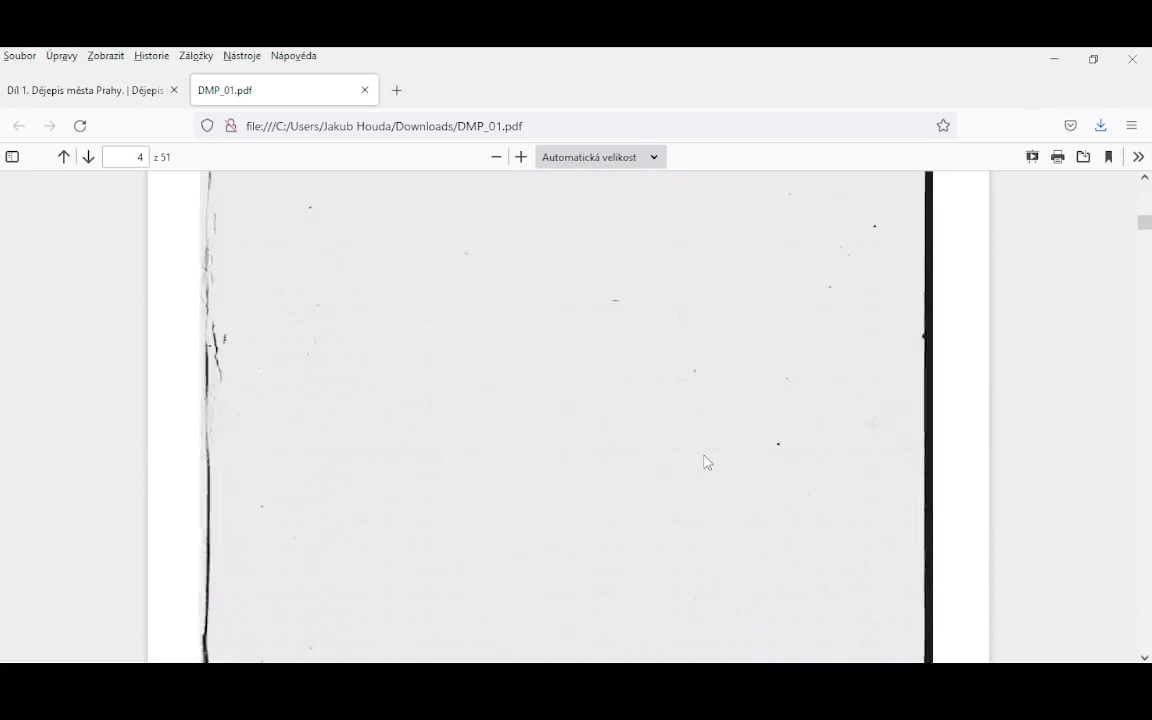 Soubor Úpravy Zobrazit Historie Záložky Nástroje Nápověda
Díl 1. Dějepis města Prahy. | Dějepis
DMP_01.pdf
file:///C:/Users/Jakub Houda/Downloads/DMP_01.pdf
4 z 51 Automatická velikost